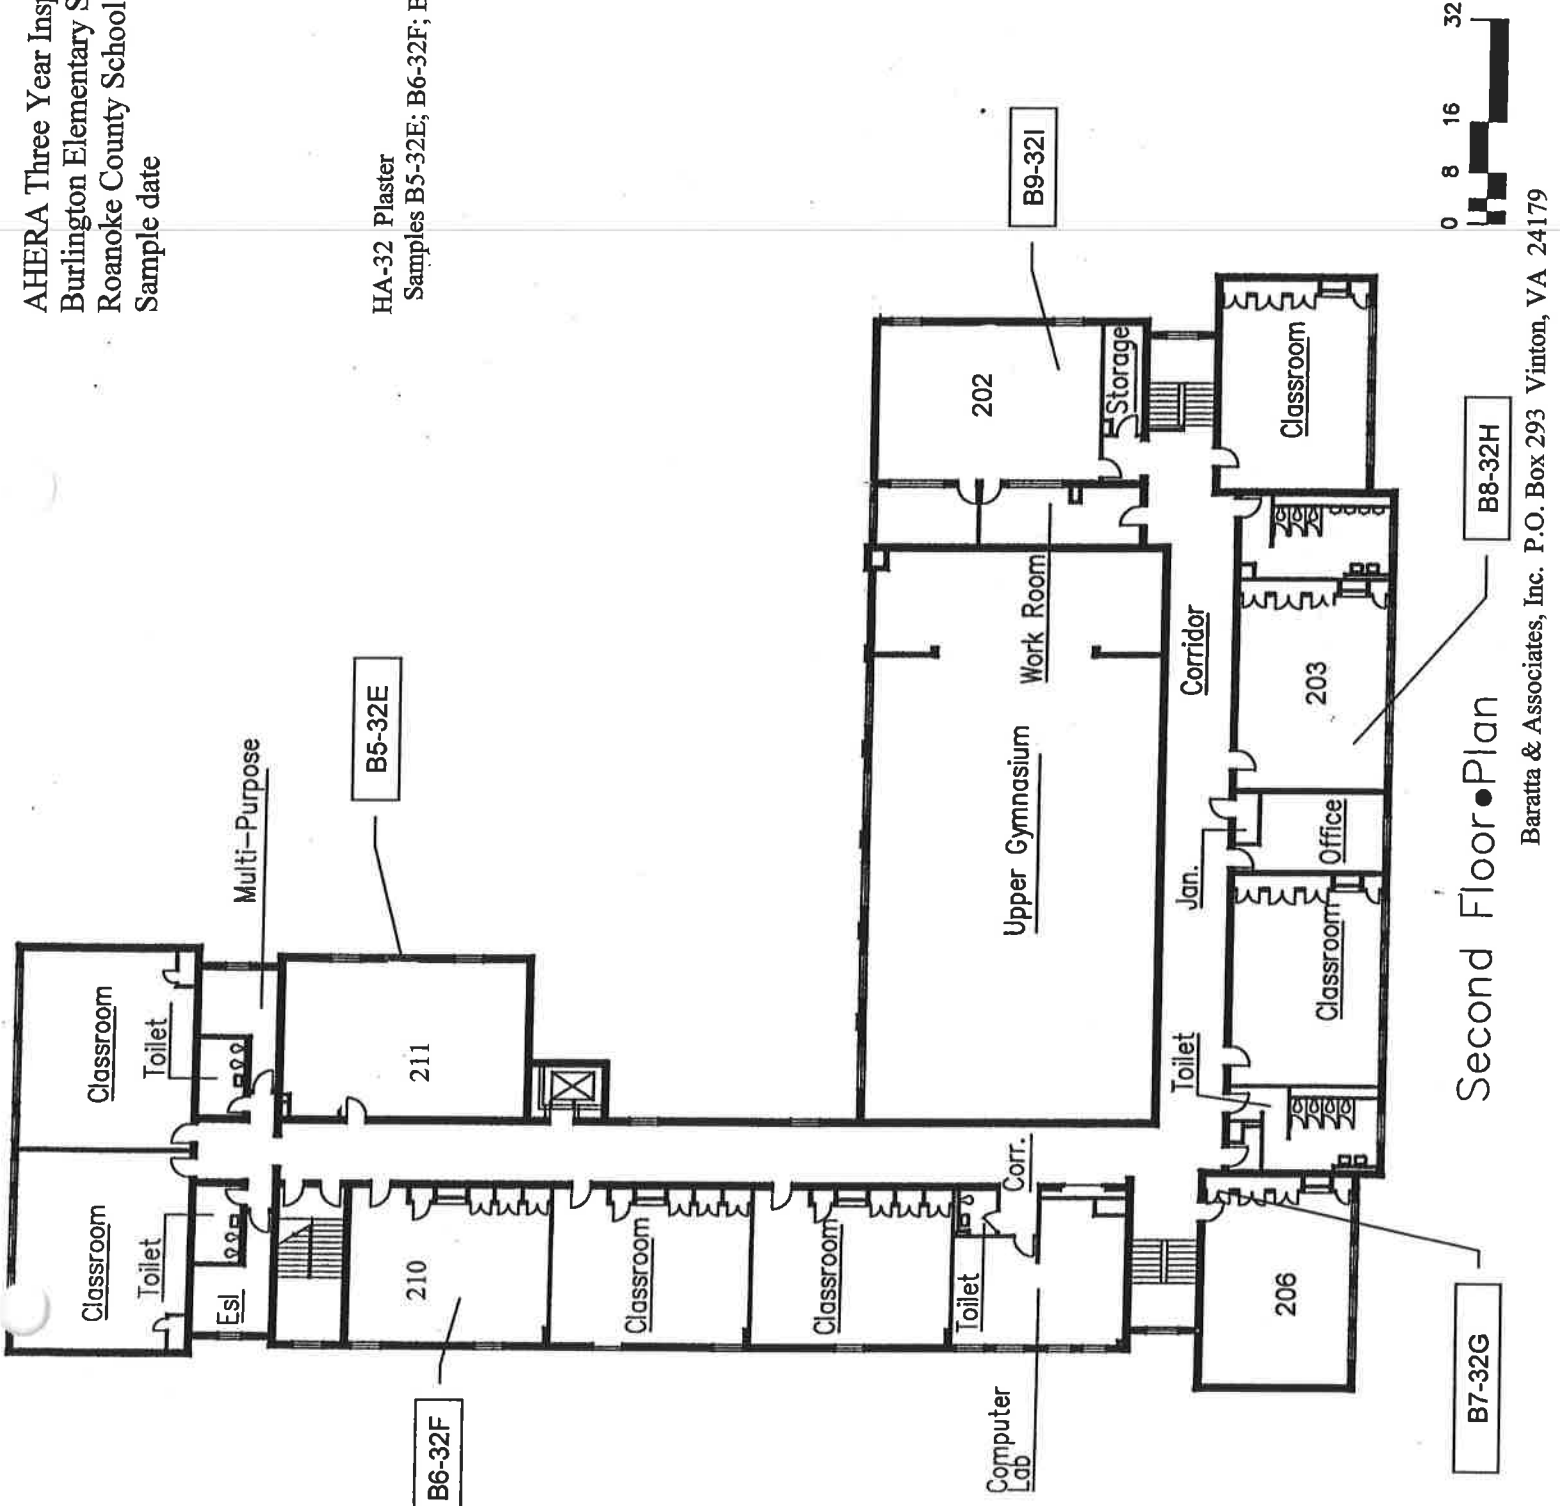 AHERA Three Year
Burlington Elementary
Roanoke County School
Sample date
HA-32 Plaster
Samples B5-32E; B6-32F;
B9-32I
0 8 16 32
202
Storage
Classroom
B8-32H
Work Room
Corridor
203
B5-32E
Multi-Purpose
Upper Gymnasium
Jan.
Office
Classroom
Toilet
Classroom
Toilet
211
Corr.
Classroom
Toilet
Esl
210
Classroom
Classroom
Toilet
206
Computer
Lab
B6-32F
B7-32G
Second Floor•Plan
Baratta & Associates, Inc. P.O. Box 293 Vinton, VA 24179